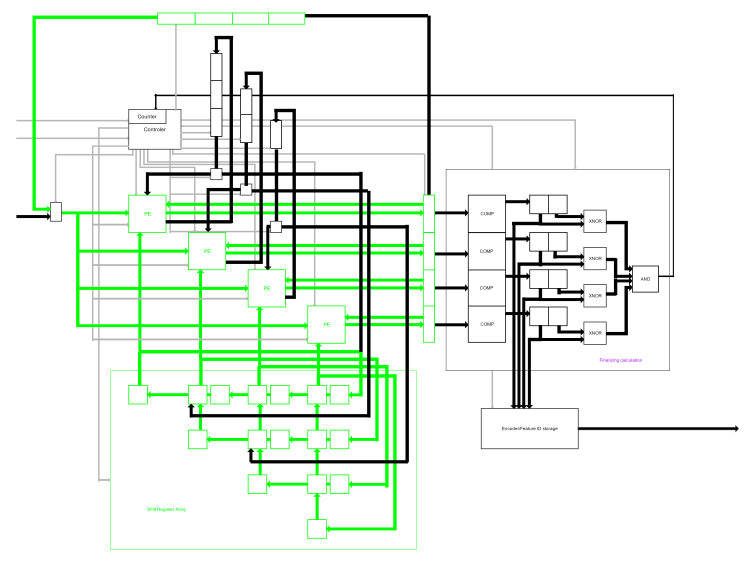 Counter
Controler
PE
PE
PE
PE
COMP
COMP
COMP
COMP
XNOR
XNOR
XNOR
XNOR
AND
Finalizing calculation
Encoder/Feature ID storage
Shift Register Array